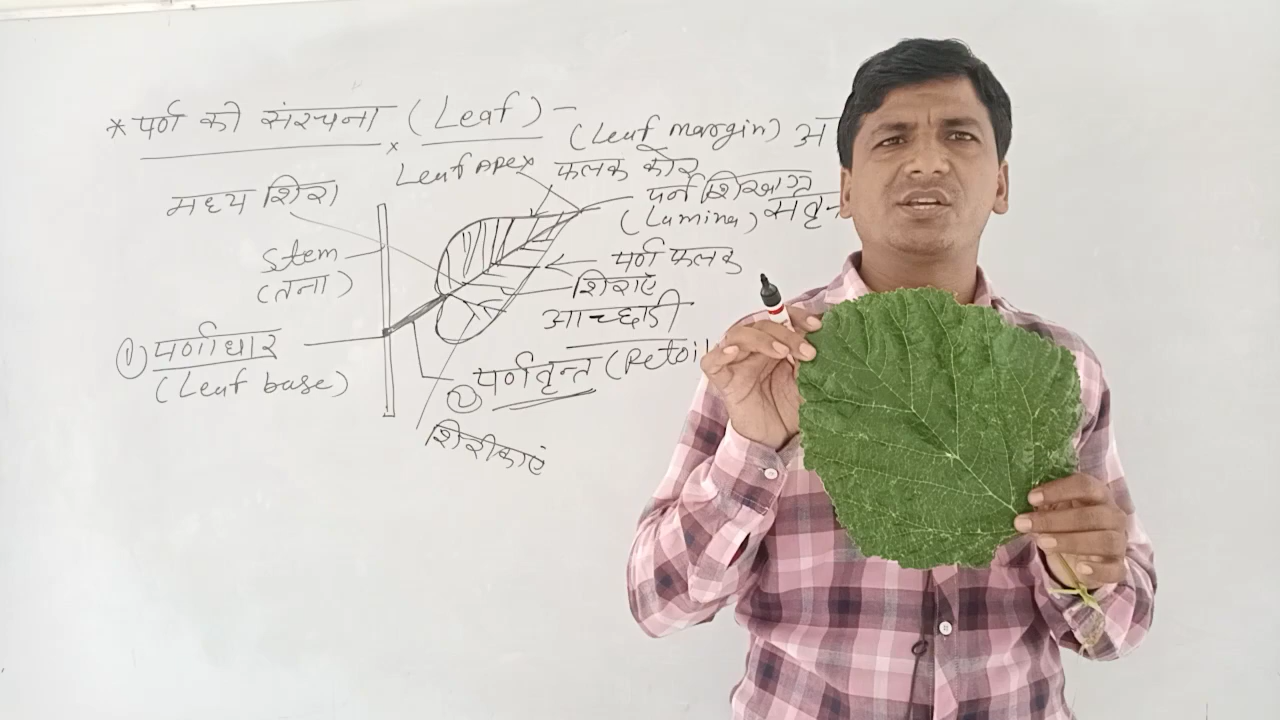 * पर्ण की संरचना (Leaf) -
(Leaf margin) अ
Leaf Apex फलक कोर
मध्य शिरा
पर्न शिखाग्र
(Lamina)
stem
(तना)
पर्ण फलक
शिराएँ
आच्छादी
① पर्णाधार
(Leaf base)
② पर्णवृन्त (Petoil
शिरीकाएं